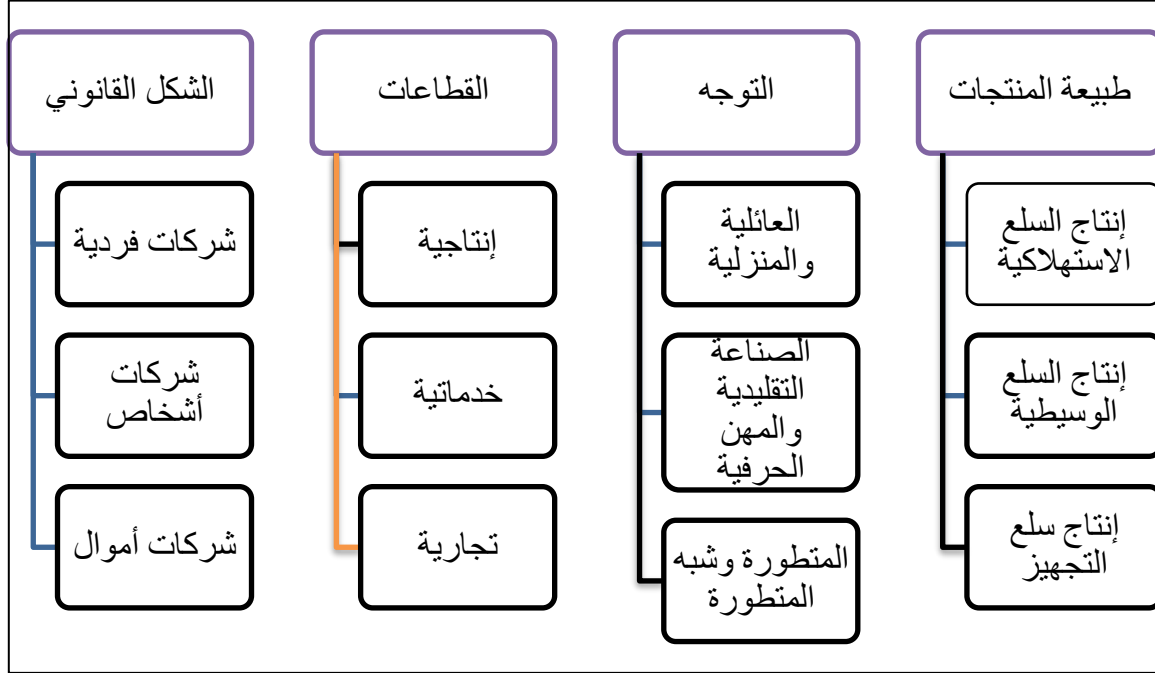 طبيعة المنتجات
إنتاج السلع
الاستهلاكية
إنتاج السلع
الوسيطية
إنتاج سلع
التجهيز
التوجه
العائلية
والمنزلية
الصناعة
التقليدية
والمهن
الحرفية
المتطورة وشبه
المتطورة
القطاعات
إنتاجية
خدماتية
تجارية
الشكل القانوني
شركات فردية
شركات
أشخاص
شركات أموال